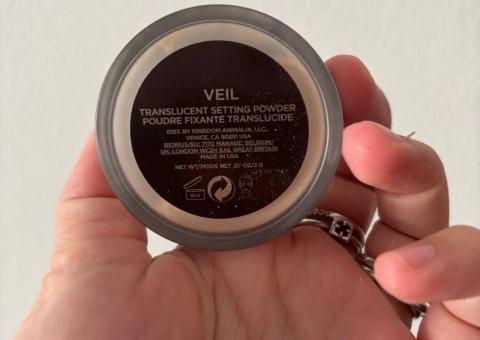 VEIL
TRANSLUCENT SETTING POWDER
POUDRE FIXANTE TRANSLUCIDE
DIST. BY KINGDOM ANIMALIA, LLC.,
VENICE, CA 90291 USA
BIORIUS/EU: 7170 MANAGE, BELGIUM/
UK: LONDON WC2H 9JQ, GREAT-BRITAIN
MADE IN USA
NET WT/POIDS NET .07 OZ/2 G